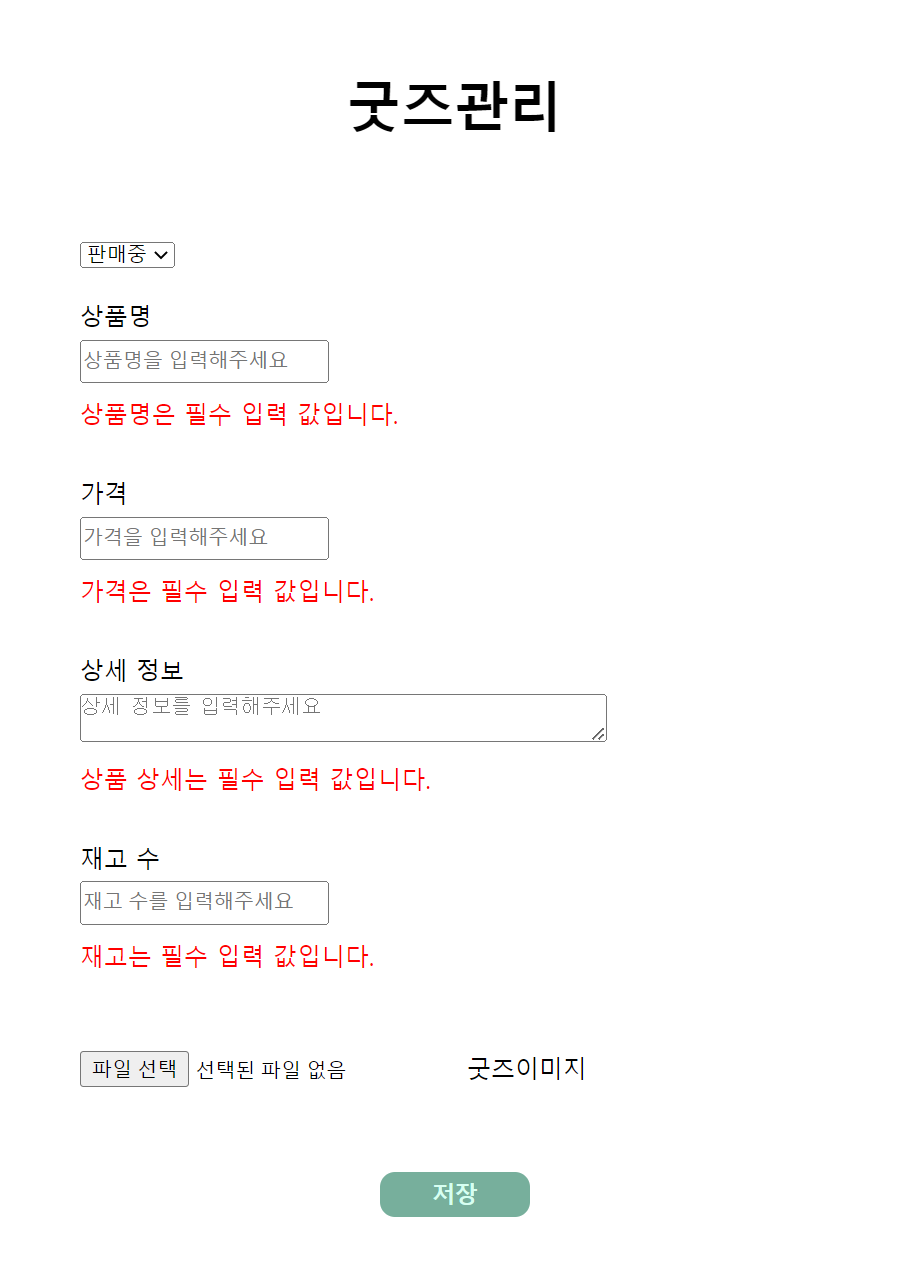 굿즈관리
판매중
상품명
상품명을 입력해주세요
상품명은 필수 입력 값입니다.
가격
가격을 입력해주세요
가격은 필수 입력 값입니다.
상세 정보
상세 정보를 입력해주세요
상품 상세는 필수 입력 값입니다.
재고 수
재고 수를 입력해주세요
재고는 필수 입력 값입니다.
파일 선택 선택된 파일 없음 굿즈이미지
저장